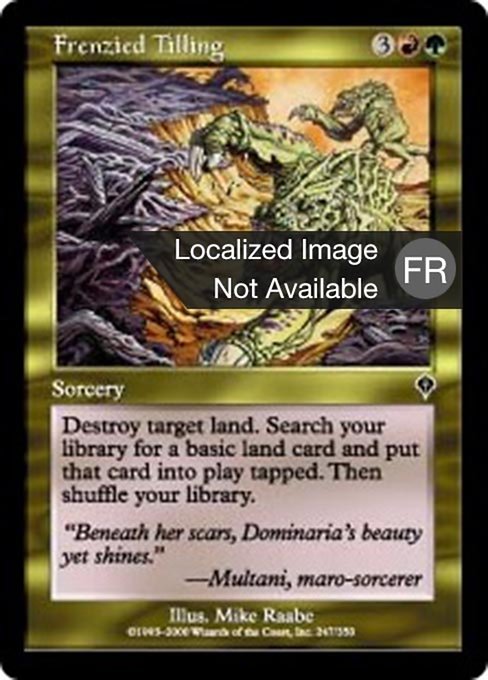 Frenzied Tilling
3
Localized Image
Not Available
FR
Sorcery
Destroy target land. Search your
library for a basic land card and put
that card into play tapped. Then
shuffle your library.
“Beneath her scars, Dominaria’s beauty
yet shines.”
—Multani, maro-sorcerer
Illus. Mike Raabe
©1993–2000 Wizards of the Coast, Inc. 247/350